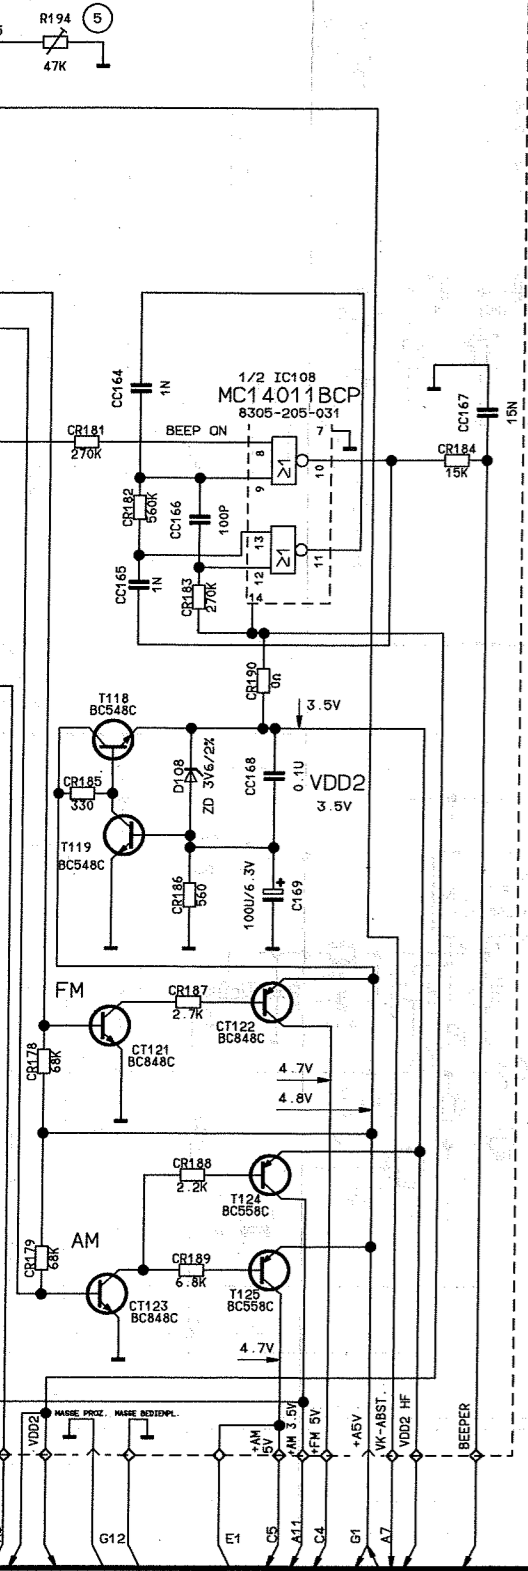 5
R194
5
47K
1/2 IC108
MC14011BCP
8305-205-031
CC164
1N
CC167
15N
CR181
270K
BEEP ON
7
8
9
≥1
10
CR184
15K
CR182
560K
CC166
100P
13
12
≥1
11
CC165
1N
CR183
270K
14
CR190
0Ω
T118
BC548C
3.5V
CR185
330
D108
ZD 3V6/2%
CC168
0.1U
VDD2
3.5V
T119
BC548C
CR186
560
100U/6.3V
+
C169
FM
CR187
2.7K
CT121
BC848C
CT122
BC848C
CR178
68K
4.7V
4.8V
CR188
2.2K
T124
BC558C
AM
CR179
68K
CR189
6.8K
T125
BC558C
CT123
BC848C
4.7V
VDD2
MASSE PROZ.
MASSE BEDIENPL.
+AM
5V
+AM 3.5V
+FM 5V
+A5V
VK-ABST.
VDD2 HF
BEEPER
G12
E1
C5
A11
C4
G1
A7